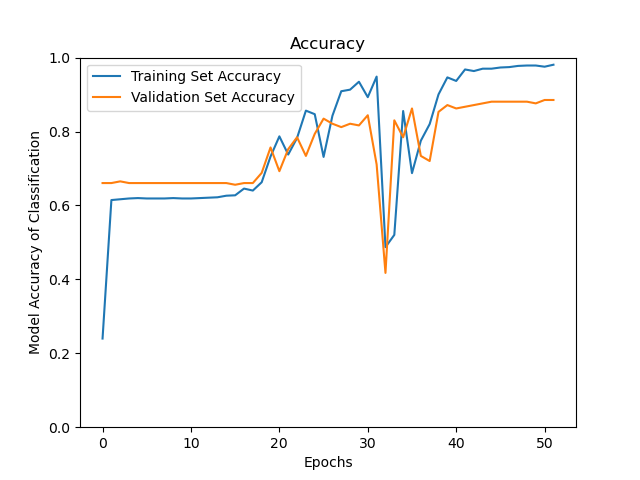 Accuracy
Training Set Accuracy
Validation Set Accuracy
Model Accuracy of Classification
1.0
0.8
0.6
0.4
0.2
0.0
0 10 20 30 40 50
Epochs